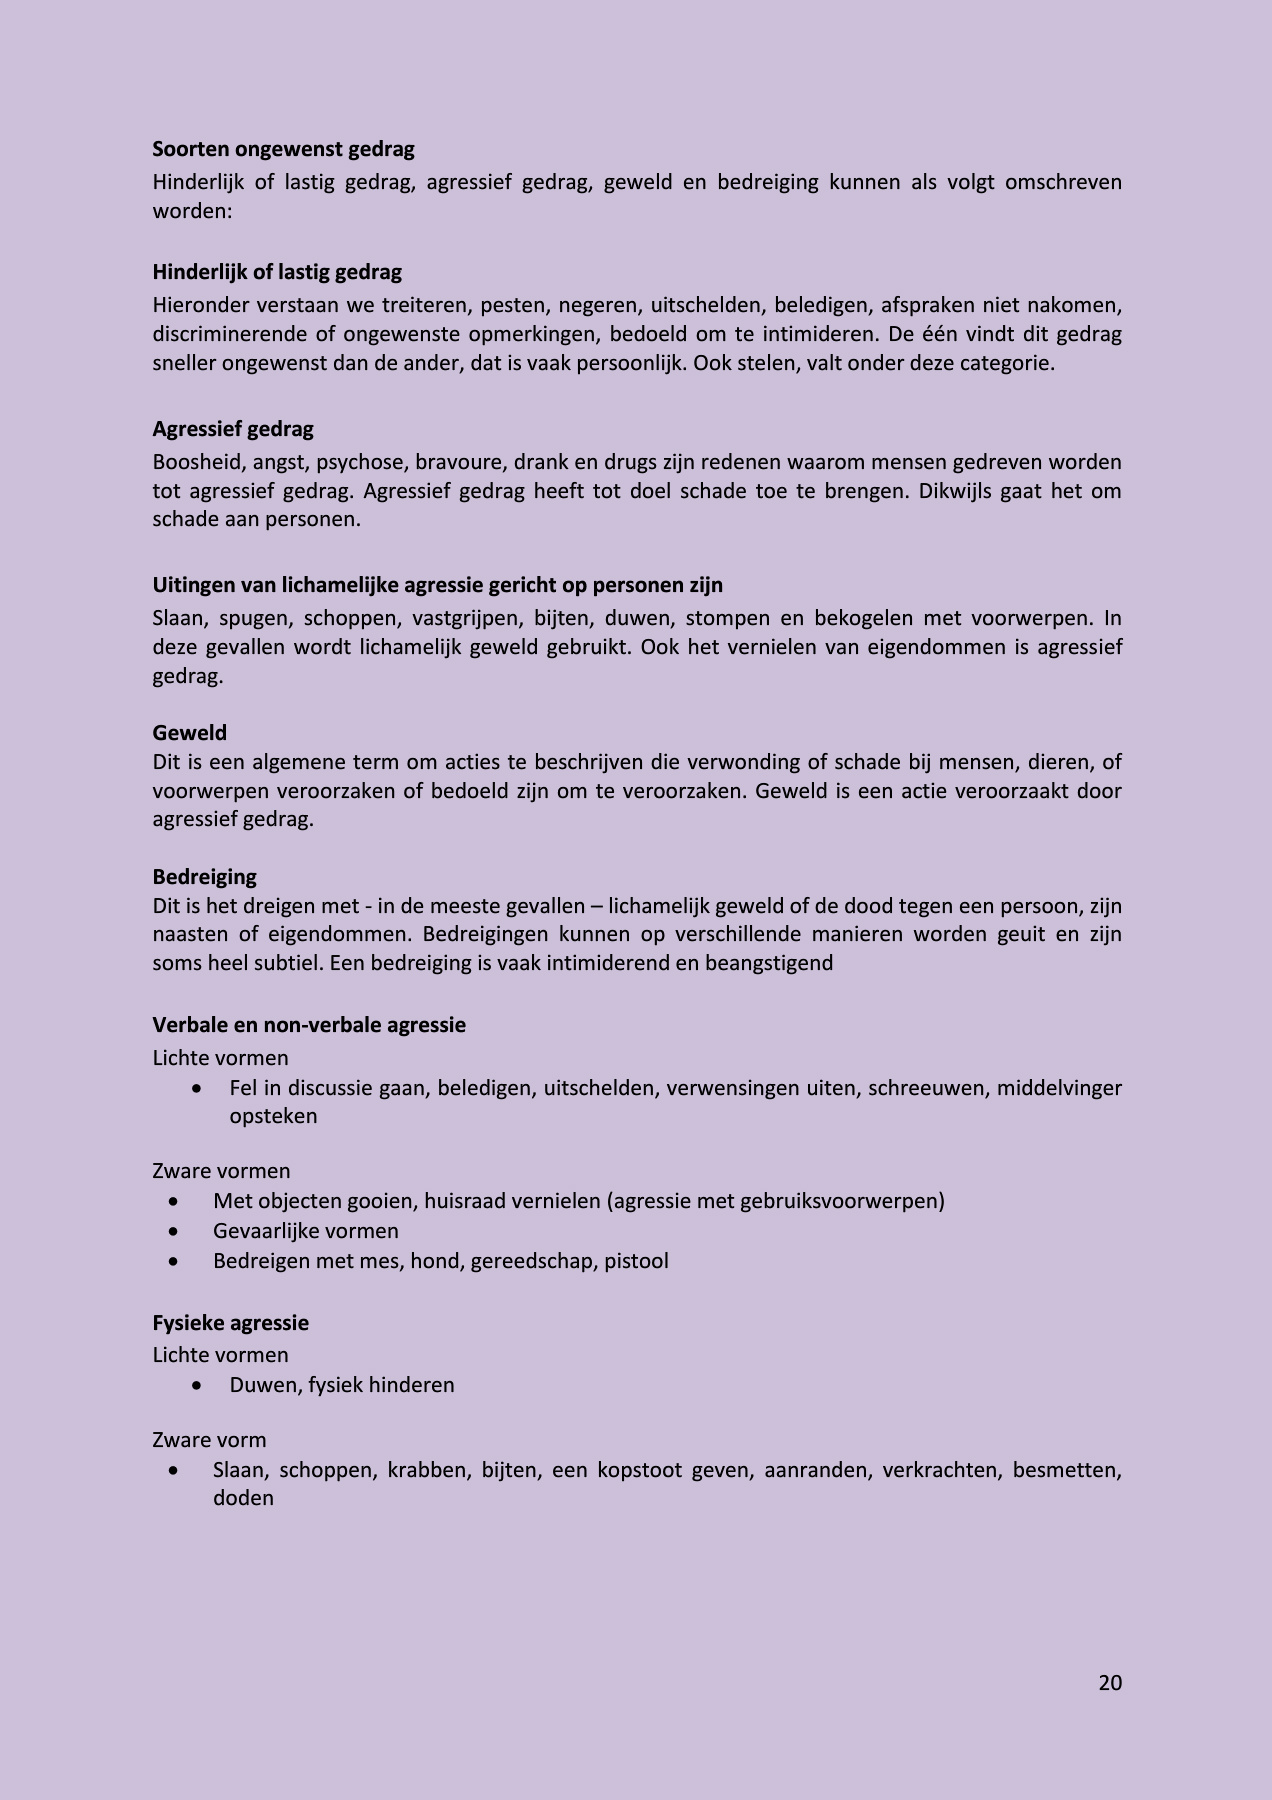 Soorten ongewenst gedrag
Hinderlijk of lastig gedrag, agressief gedrag, geweld en bedreiging kunnen als volgt omschreven
worden:
Hinderlijk of lastig gedrag
Hieronder verstaan we treiteren, pesten, negeren, uitschelden, beledigen, afspraken niet nakomen,
discriminerende of ongewenste opmerkingen, bedoeld om te intimideren. De één vindt dit gedrag
sneller ongewenst dan de ander, dat is vaak persoonlijk. Ook stelen, valt onder deze categorie.
Agressief gedrag
Boosheid, angst, psychose, bravoure, drank en drugs zijn redenen waarom mensen gedreven worden
tot agressief gedrag. Agressief gedrag heeft tot doel schade toe te brengen. Dikwijls gaat het om
schade aan personen.
Uitingen van lichamelijke agressie gericht op personen zijn
Slaan, spugen, schoppen, vastgrijpen, bijten, duwen, stompen en bekogelen met voorwerpen. In
deze gevallen wordt lichamelijk geweld gebruikt. Ook het vernielen van eigendommen is agressief
gedrag.
Geweld
Dit is een algemene term om acties te beschrijven die verwonding of schade bij mensen, dieren, of
voorwerpen veroorzaken of bedoeld zijn om te veroorzaken. Geweld is een actie veroorzaakt door
agressief gedrag.
Bedreiging
Dit is het dreigen met - in de meeste gevallen – lichamelijk geweld of de dood tegen een persoon, zijn
naasten of eigendommen. Bedreigingen kunnen op verschillende manieren worden geuit en zijn
soms heel subtiel. Een bedreiging is vaak intimiderend en beangstigend
Verbale en non-verbale agressie
Lichte vormen
• Fel in discussie gaan, beledigen, uitschelden, verwensingen uiten, schreeuwen, middelvinger
opsteken
Zware vormen
• Met objecten gooien, huisraad vernielen (agressie met gebruiksvoorwerpen)
• Gevaarlijke vormen
• Bedreigen met mes, hond, gereedschap, pistool
Fysieke agressie
Lichte vormen
• Duwen, fysiek hinderen
Zware vorm
• Slaan, schoppen, krabben, bijten, een kopstoot geven, aanranden, verkrachten, besmetten,
doden
20